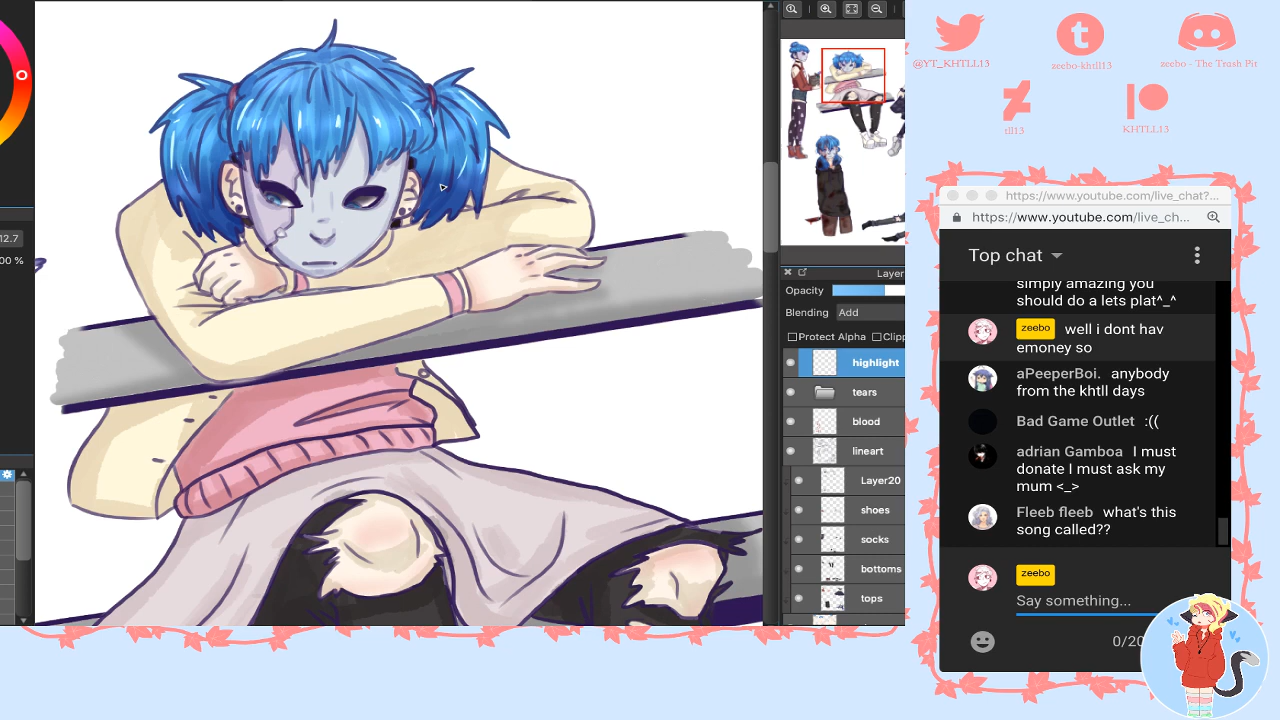 12.7
00 %
Layer
Opacity
Blending Add
Protect Alpha
highlight
tears
blood
lineart
Layer20
shoes
socks
bottoms
tops
@YT_KHTLL13
zeebo-khtll13
zeebo - The Trash Pit
tll13
KHTLL13
https://www.youtube.com/live_chat?...
https://www.youtube.com/live_ch...
Top chat
simply amazing you
should do a lets plat^_^
zeebo well i dont hav
emoney so
aPeeperBoi. anybody
from the khtll days
Bad Game Outlet :((
adrian Gamboa I must
donate I must ask my
mum <_>
Fleeb fleeb what's this
song called??
zeebo
Say something...
0/20